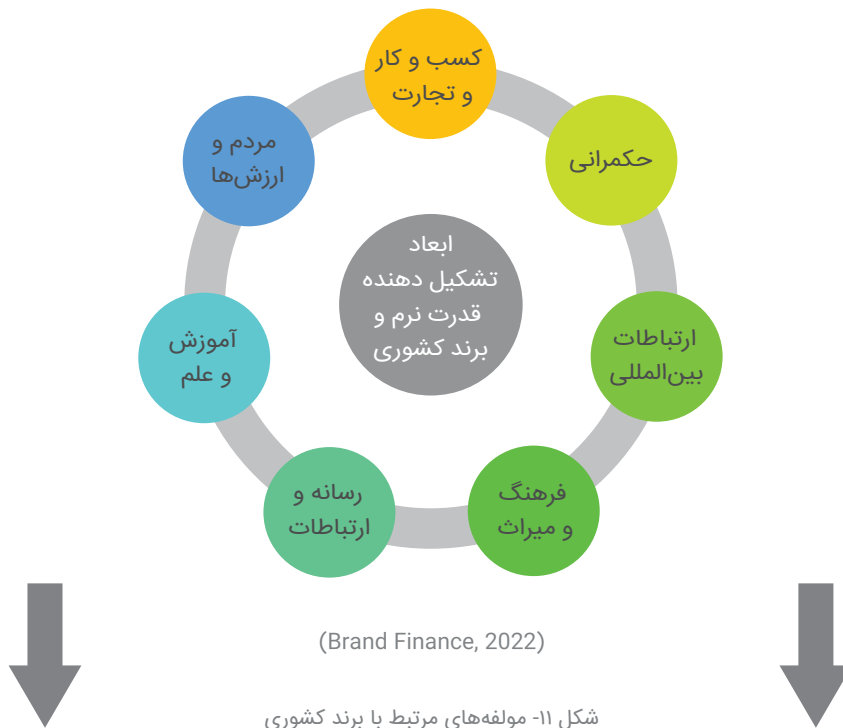 کسب و کار
و تجارت
حکمرانی
ارتباطات
بین‌المللی
فرهنگ
و میراث
رسانه و
ارتباطات
آموزش
و علم
مردم و
ارزش‌ها
ابعاد
تشکیل دهنده
قدرت نرم و
برند کشوری
(Brand Finance, 2022)
شکل ۱۱- مولفه‌های مرتبط با برند کشوری